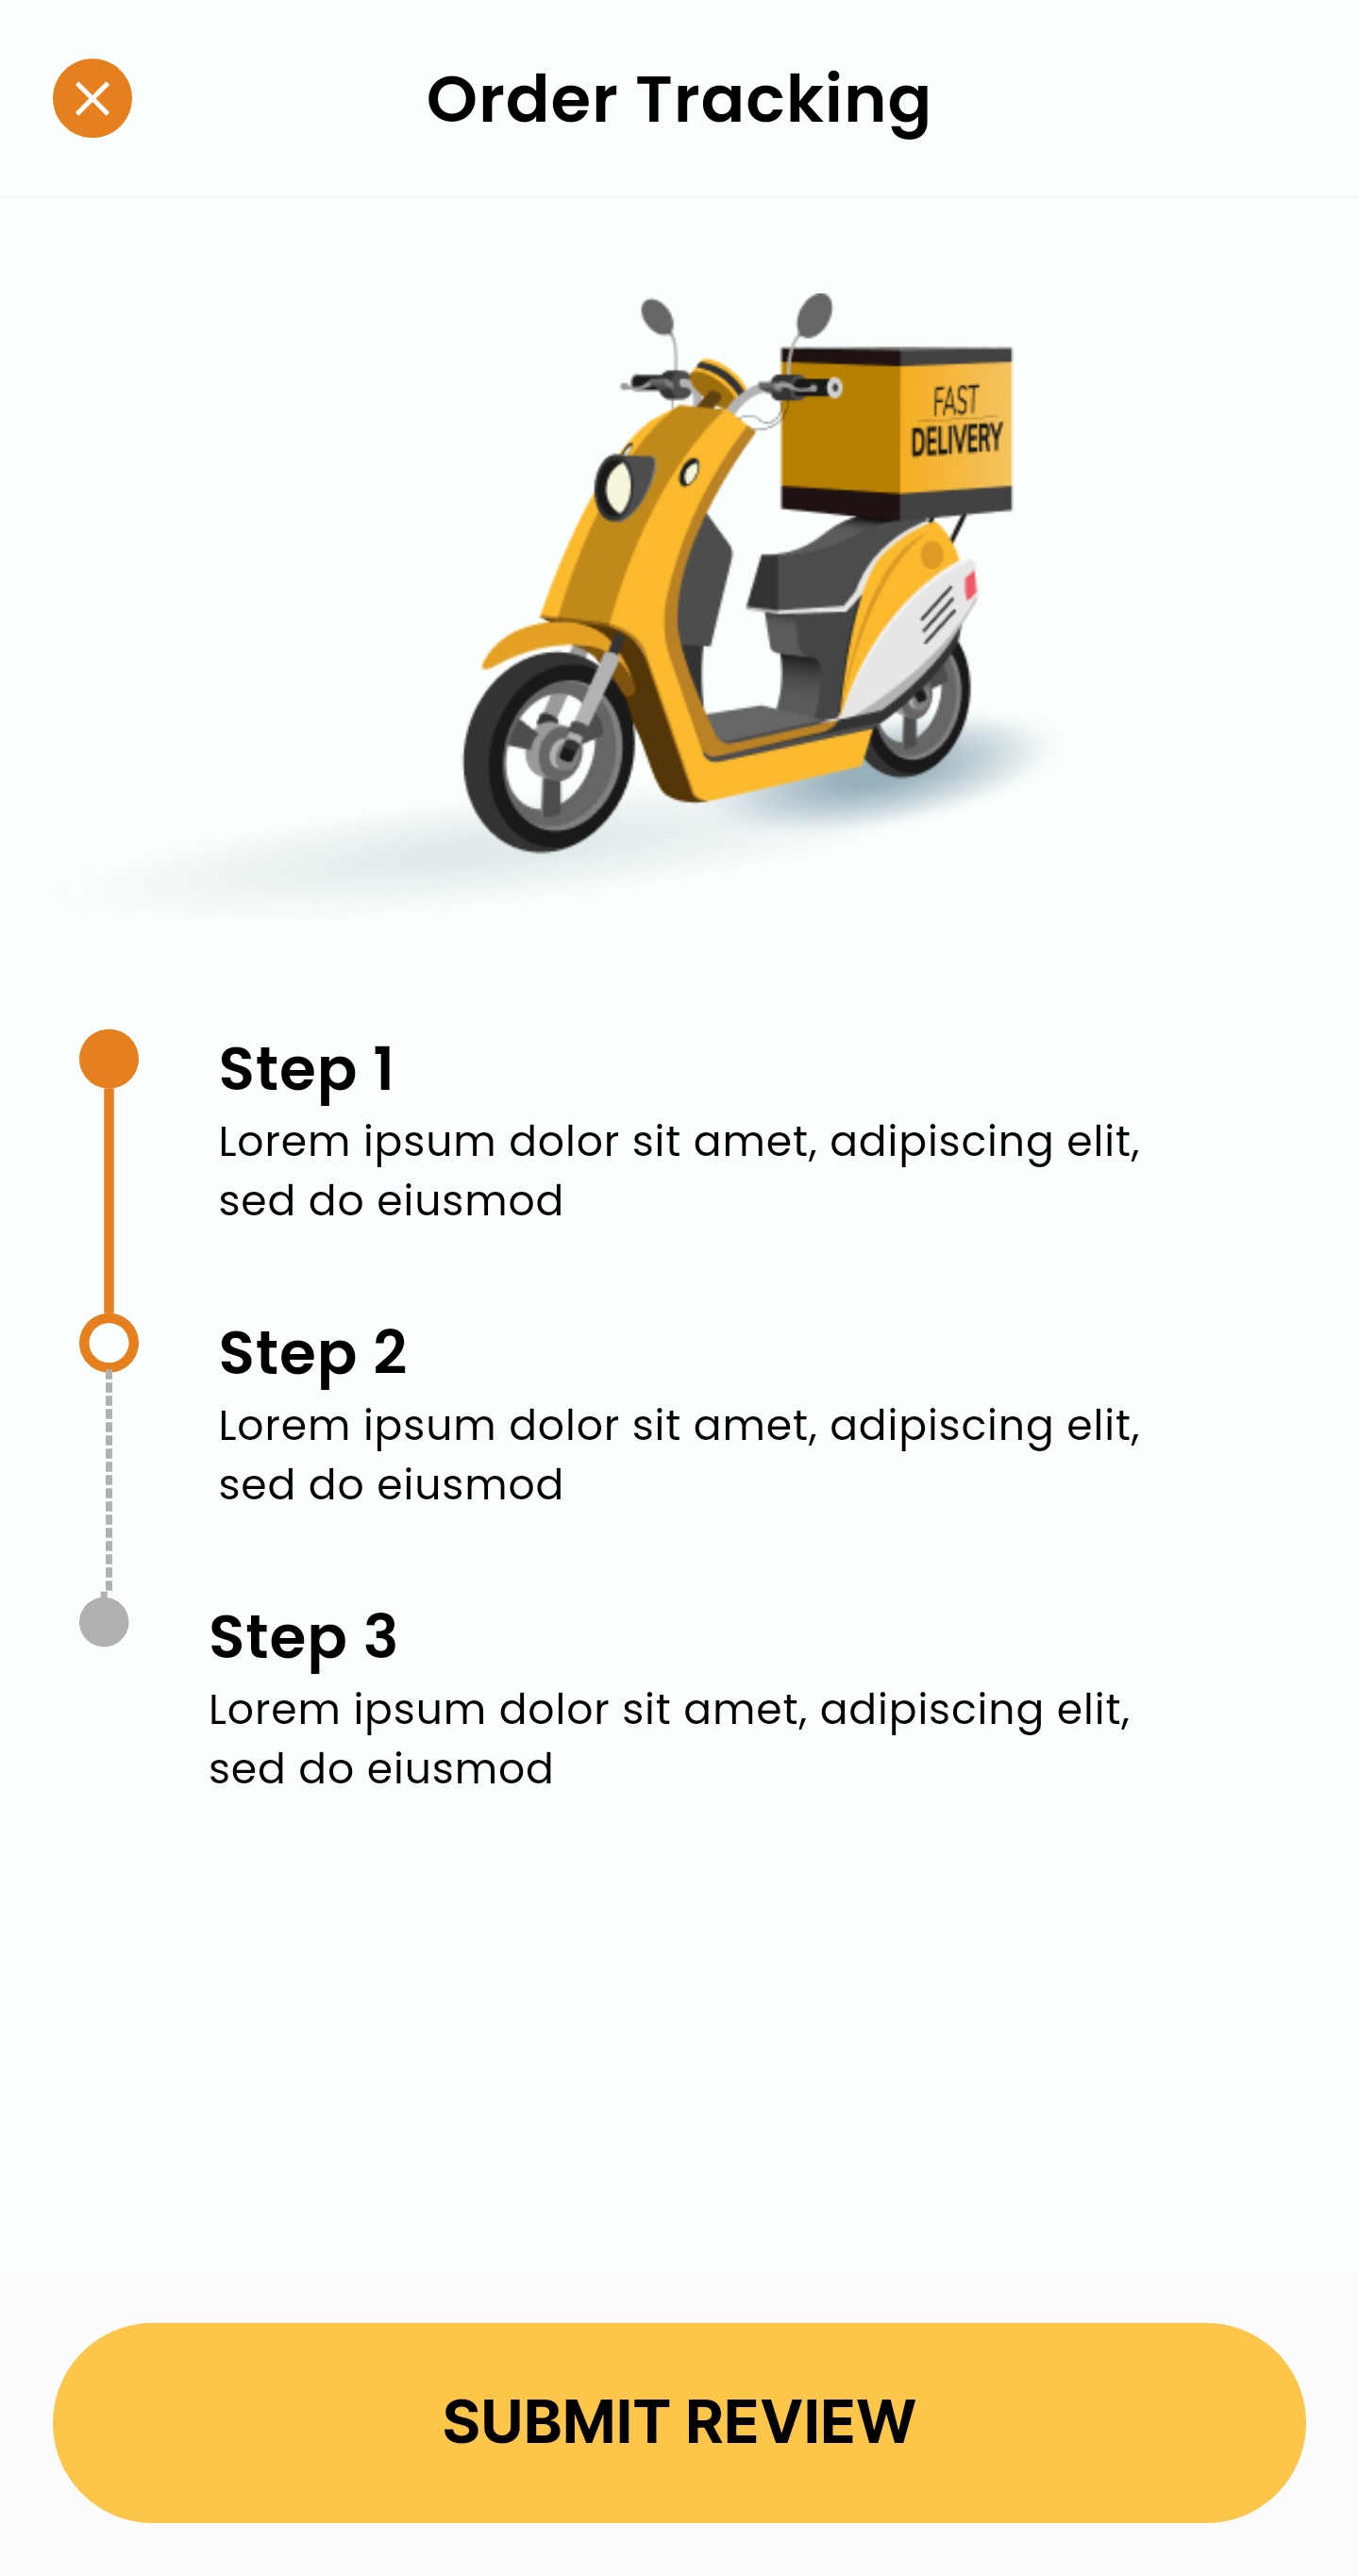 Order Tracking
FAST
DELIVERY
Step 1
Lorem ipsum dolor sit amet, adipiscing elit,
sed do eiusmod
Step 2
Lorem ipsum dolor sit amet, adipiscing elit,
sed do eiusmod
Step 3
Lorem ipsum dolor sit amet, adipiscing elit,
sed do eiusmod
SUBMIT REVIEW